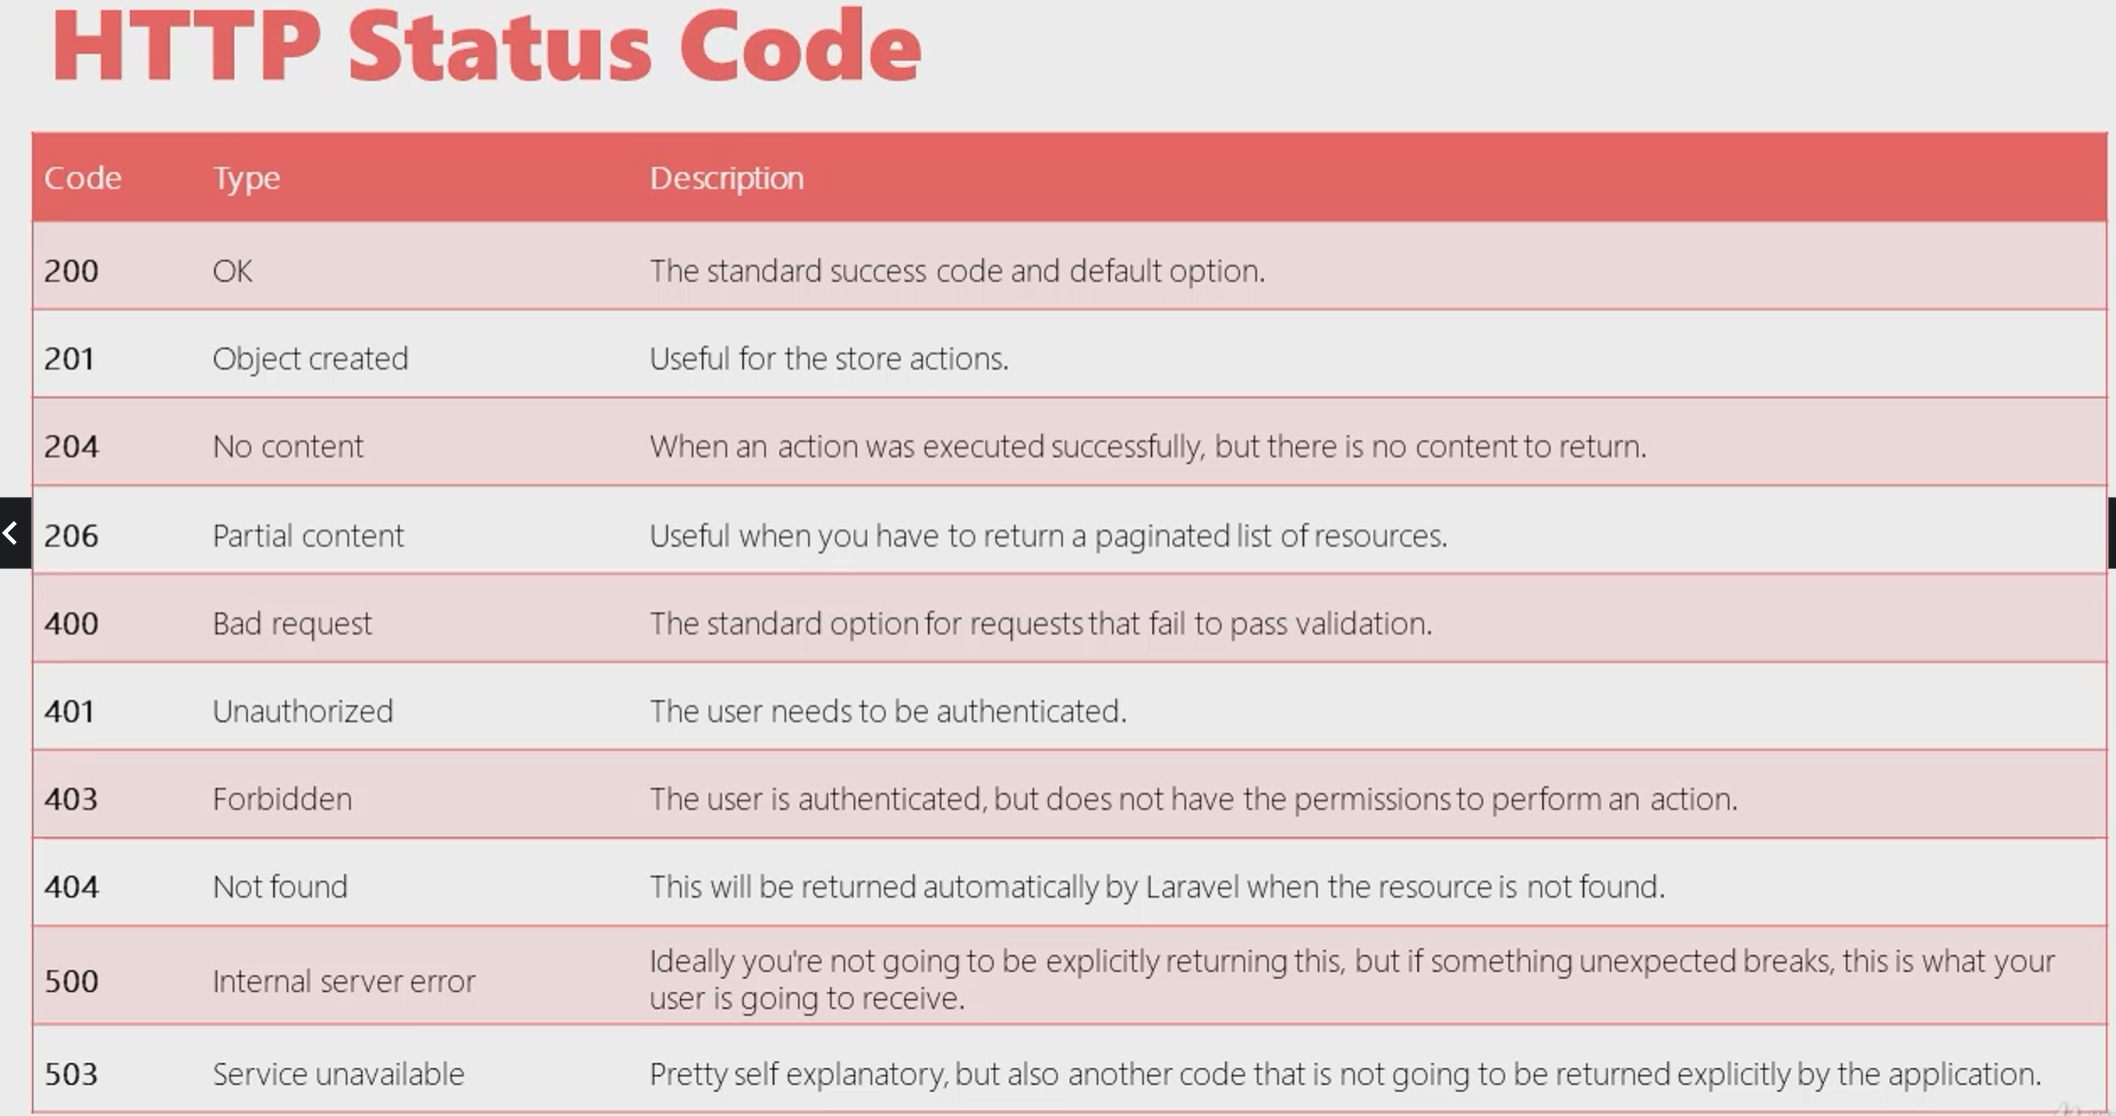 HTTP Status Code
Code Type Description
200 OK The standard success code and default option.
201 Object created Useful for the store actions.
204 No content When an action was executed successfully, but there is no content to return.
206 Partial content Useful when you have to return a paginated list of resources.
400 Bad request The standard option for requests that fail to pass validation.
401 Unauthorized The user needs to be authenticated.
403 Forbidden The user is authenticated, but does not have the permissions to perform an action.
404 Not found This will be returned automatically by Laravel when the resource is not found.
500 Internal server error Ideally you're not going to be explicitly returning this, but if something unexpected breaks, this is what your
user is going to receive.
503 Service unavailable Pretty self explanatory, but also another code that is not going to be returned explicitly by the application.